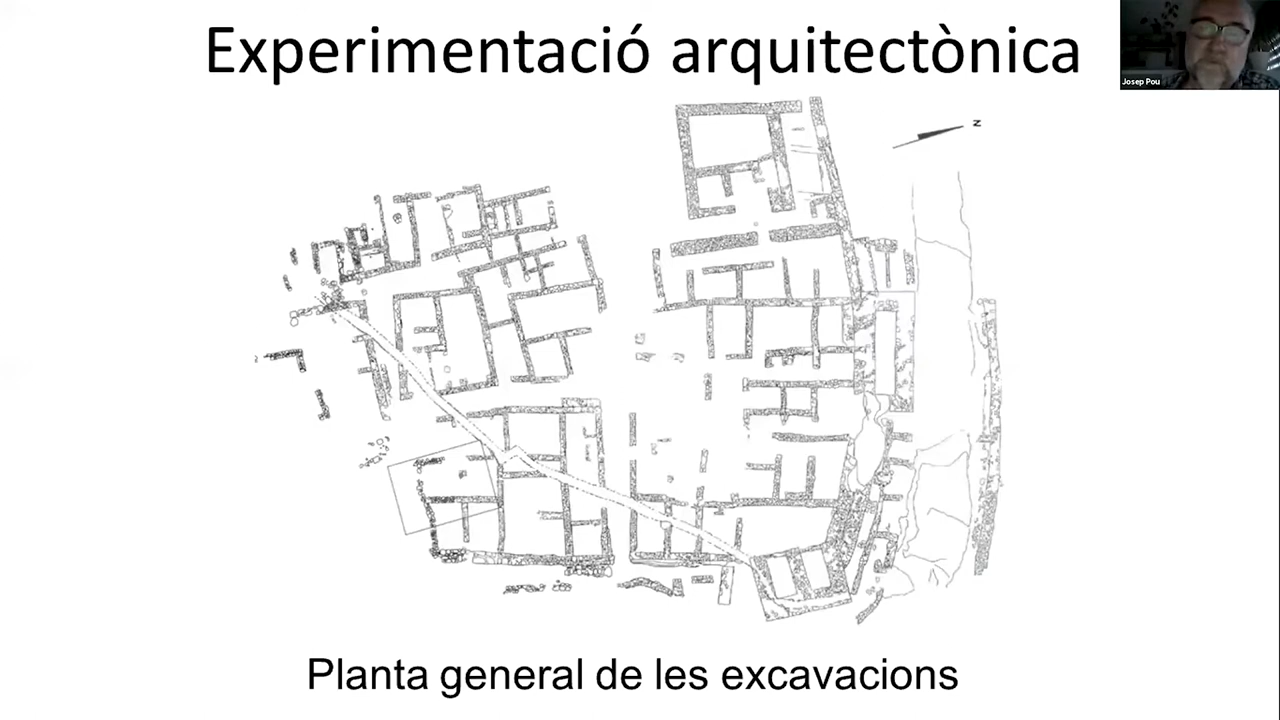 Experimentació arquitectònica
Josep Pou
N
Planta general de les excavacions